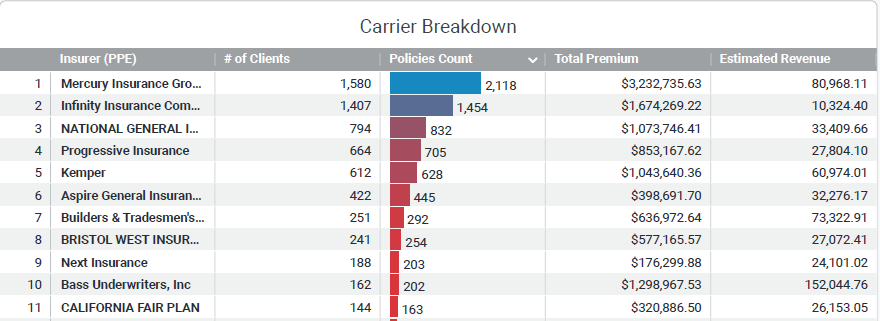 Carrier Breakdown
Insurer (PPE) # of Clients Policies Count Total Premium Estimated Revenue
1 Mercury Insurance Gro... 1,580 2,118 $3,232,735.63 80,968.11
2 Infinity Insurance Com... 1,407 1,454 $1,674,269.22 10,324.40
3 NATIONAL GENERAL I... 794 832 $1,073,746.41 33,409.66
4 Progressive Insurance 664 705 $853,167.62 27,804.10
5 Kemper 612 628 $1,043,640.36 60,974.01
6 Aspire General Insuran... 422 445 $398,691.70 32,276.17
7 Builders & Tradesmen's... 251 292 $636,972.64 73,322.91
8 BRISTOL WEST INSUR... 241 254 $577,165.57 27,072.41
9 Next Insurance 188 203 $176,299.88 24,101.02
10 Bass Underwriters, Inc 162 202 $1,298,967.53 152,044.76
11 CALIFORNIA FAIR PLAN 144 163 $320,886.50 26,153.05